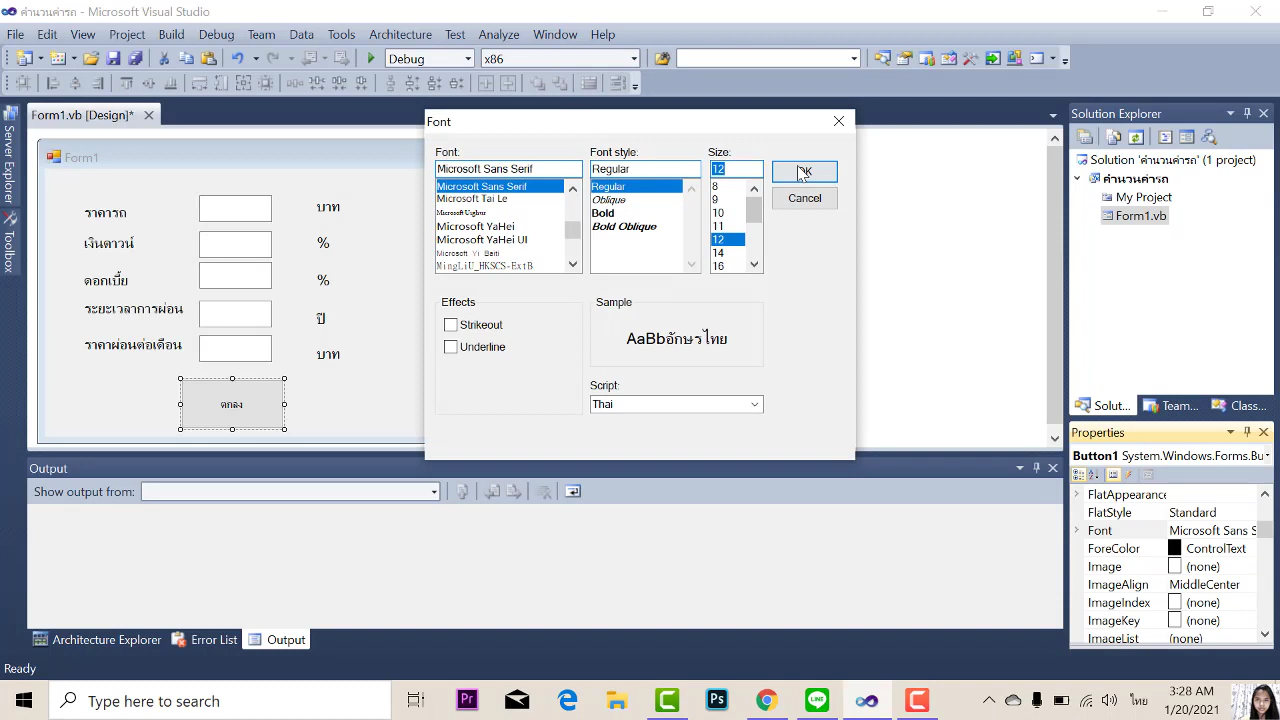 คำนวนค่ารถ - Microsoft Visual Studio
File Edit View Project Build Debug Team Data Tools Architecture Test Analyze Window Help
Debug x86
Form1.vb [Design]*
Server Explorer
Toolbox
Form1
ราคารถ บาท
เงินดาวน์ %
ดอกเบี้ย %
ระยะเวลาการผ่อน ปี
ราคาผ่อนต่อเดือน บาท
ตกลง
Font
Font: Font style: Size:
Microsoft Sans Serif Regular 12 OK
Microsoft Sans Serif Regular 8
Microsoft Tai Le Oblique 9 Cancel
Microsoft Uighur Bold 10
Microsoft YaHei Bold Oblique 11
Microsoft YaHei UI 12
Microsoft Yi Baiti 14
MingLiU_HKSCS-ExtB 16
Effects Sample
Strikeout
Underline
AaBbอักษรไทย
Script:
Thai
Solution Explorer
Solution 'คำนวนค่ารถ' (1 project)
คำนวนค่ารถ
My Project
Form1.vb
Solut... Team... Class...
Properties
Button1 System.Windows.Forms.Bu
FlatAppearance
FlatStyle Standard
Font Microsoft Sans S
ForeColor ControlText
Image (none)
ImageAlign MiddleCenter
ImageIndex (none)
ImageKey (none)
ImageList (none)
Output
Show output from:
Architecture Explorer Error List Output
Ready
Type here to search
Pr Ps LINE ไทย
3:28 AM
1/20/2021